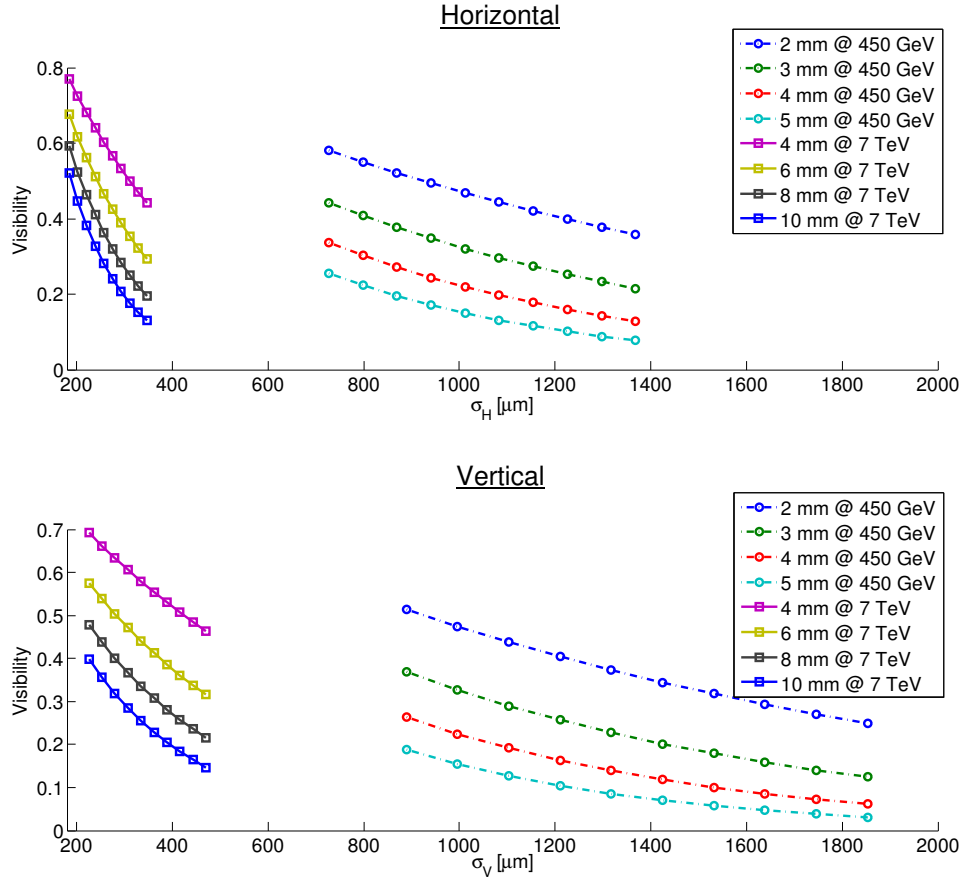 Horizontal
2 mm @ 450 GeV
3 mm @ 450 GeV
4 mm @ 450 GeV
5 mm @ 450 GeV
4 mm @ 7 TeV
6 mm @ 7 TeV
8 mm @ 7 TeV
10 mm @ 7 TeV
0.8
0.6
0.4
0.2
0
Visibility
200 400 600 800 1000 1200 1400 1600 1800 2000
σH [μm]
Vertical
2 mm @ 450 GeV
3 mm @ 450 GeV
4 mm @ 450 GeV
5 mm @ 450 GeV
4 mm @ 7 TeV
6 mm @ 7 TeV
8 mm @ 7 TeV
10 mm @ 7 TeV
0.7
0.6
0.5
0.4
0.3
0.2
0.1
0
Visibility
200 400 600 800 1000 1200 1400 1600 1800 2000
σV [μm]